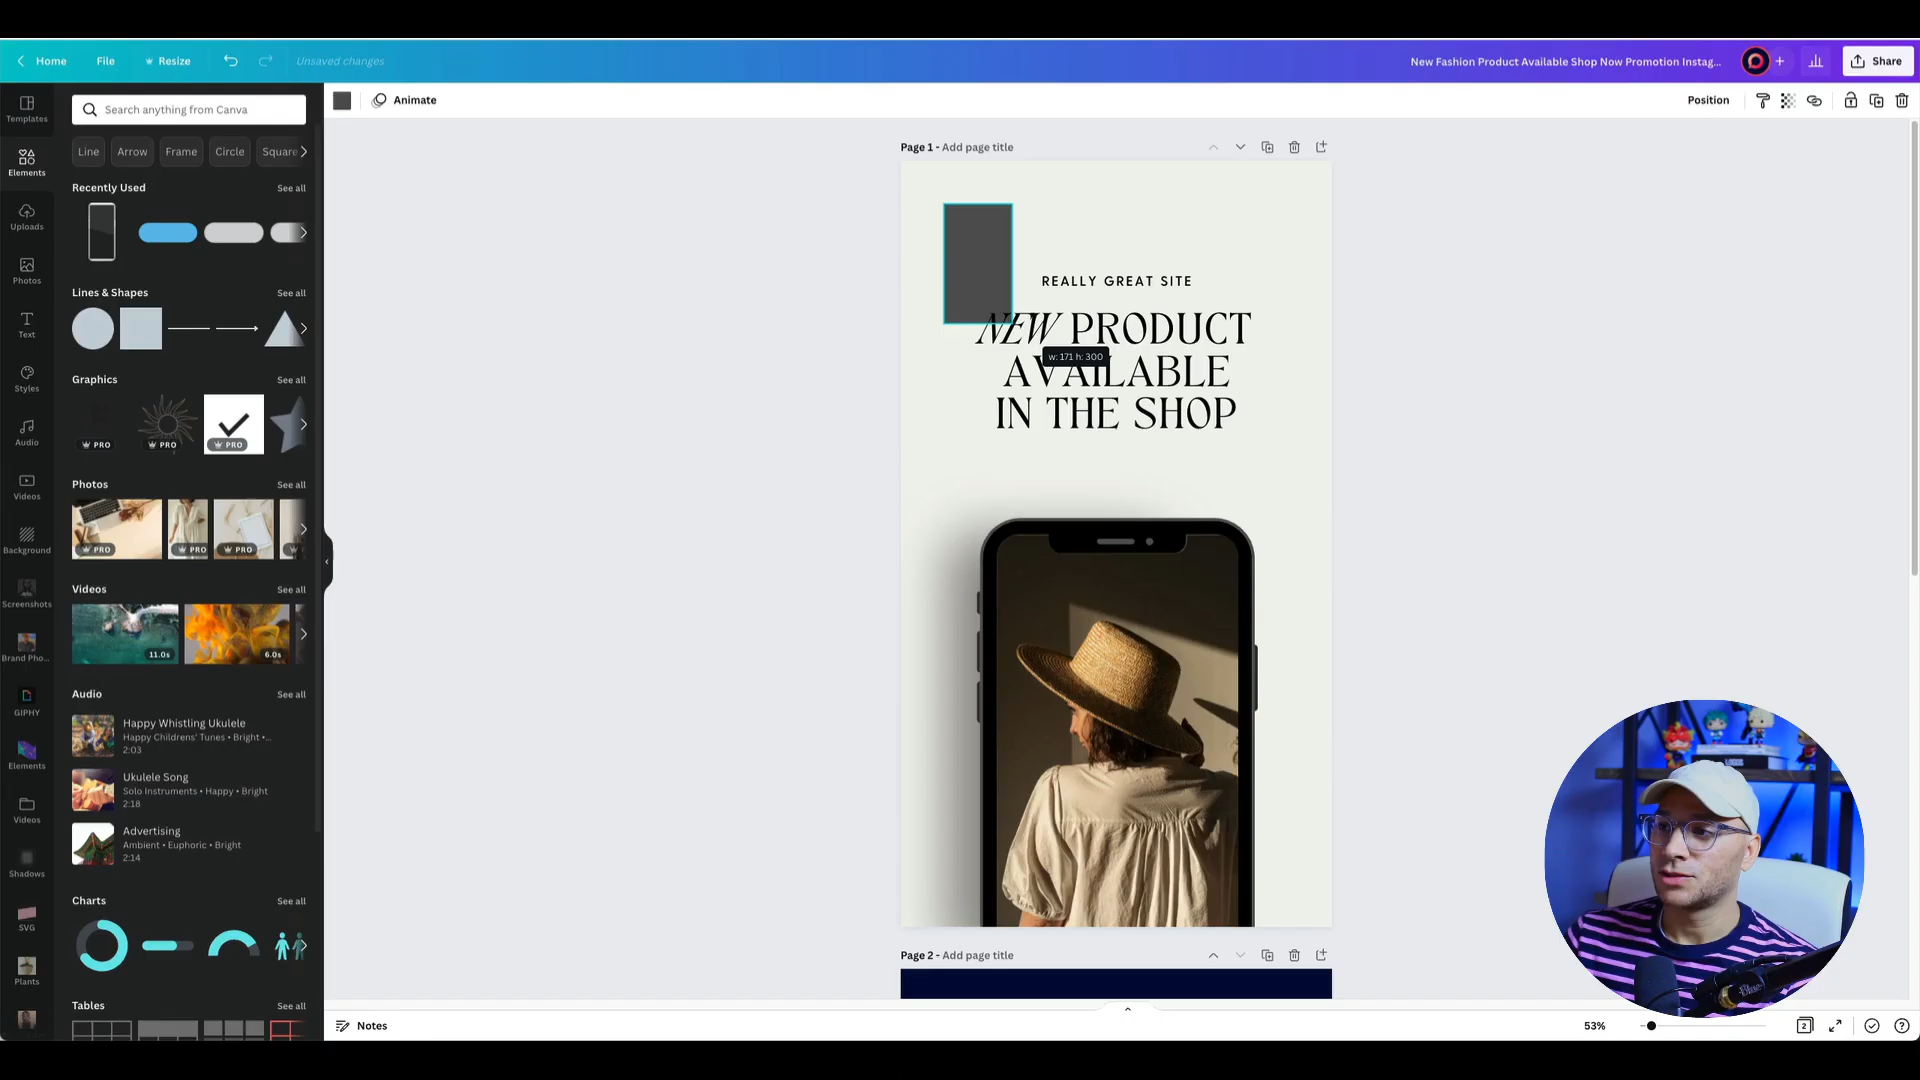 Home
File
Resize
Unsaved changes
New Fashion Product Available Shop Now Promotion Instag...
Share
Templates
Elements
Uploads
Photos
Text
Styles
Audio
Videos
Background
Screenshots
Brand Pho...
GIPHY
Elements
Videos
Shadows
SVG
Plants
Search anything from Canva
Line
Arrow
Frame
Circle
Square
Recently Used
See all
Lines & Shapes
See all
Graphics
See all
PRO
PRO
PRO
Photos
See all
PRO
PRO
PRO
Videos
See all
11.0s
6.0s
Audio
See all
Happy Whistling Ukulele
Happy Childrens' Tunes • Bright •...
2:03
Ukulele Song
Solo Instruments • Happy • Bright
2:18
Advertising
Ambient • Euphoric • Bright
2:14
Charts
See all
Tables
See all
Animate
Position
Page 1 - Add page title
REALLY GREAT SITE
NEW PRODUCT
w: 171 h: 300
AVAILABLE
IN THE SHOP
Page 2 - Add page title
Notes
53%
2
Blue